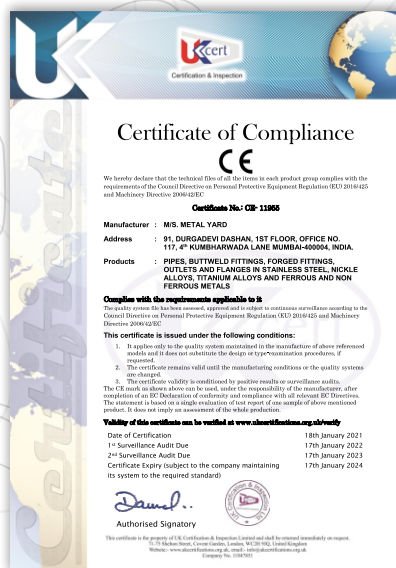 UK
UKcert
Certification & Inspection
Certificate of Compliance
CE
We hereby declare that the technical files of all the items in each product group complies with the
requirements of the Council Directive on Personal Protective Equipment Regulation (EU) 2016/425
and Machinery Directive 2006/42/EC
Certificate No.: CE- 11955
Manufacturer : M/S. METAL YARD
Address : 91, DURGADEVI DASHAN, 1ST FLOOR, OFFICE NO.
117, 4th KUMBHARWADA LANE MUMBAI-400004, INDIA.
Products : PIPES, BUTTWELD FITTINGS, FORGED FITTINGS,
OUTLETS AND FLANGES IN STAINLESS STEEL, NICKLE
ALLOYS, TITANIUM ALLOYS AND FERROUS AND NON
FERROUS METALS
Complies with the requirements applicable to it
The quality system file has been assessed, approved and is subject to continuous surveillance according to the
Council Directive on Personal Protective Equipment Regulation (EU) 2016/425 and Machinery
Directive 2006/42/EC
This certificate is issued under the following conditions:
1. It applies only to the quality system maintained in the manufacture of above referenced
models and it does not substitute the design or type-examination procedures, if
requested.
2. The certificate remains valid until the manufacturing conditions or the quality systems
are changed.
3. The certificate validity is conditioned by positive results or surveillance audits.
The CE mark as shown above can be used, under the responsibility of the manufacturer, after
completion of an EC Declaration of conformity and compliance with all relevant EC Directives.
The statement is based on a single evaluation of test report of one sample of above mentioned
product. It does not imply an assessment of the whole production.
Validity of this certificate can be verified at www.ukcertifications.org.uk/verify
Date of Certification 18th January 2021
1st Surveillance Audit Due 17th January 2022
2nd Surveillance Audit Due 17th January 2023
Certificate Expiry (subject to the company maintaining 17th January 2024
its system to the required standard)
Authorised Signatory
This certificate is the property of UK Certification & Inspection Limited and shall be returned immediately on request.
71-75 Shelton Street, Covent Garden, London, WC2H 9JQ, United Kingdom
Website:- www.ukcertifications.org.uk, email:- info@ukcertifications.org.uk
Company No. 11847851